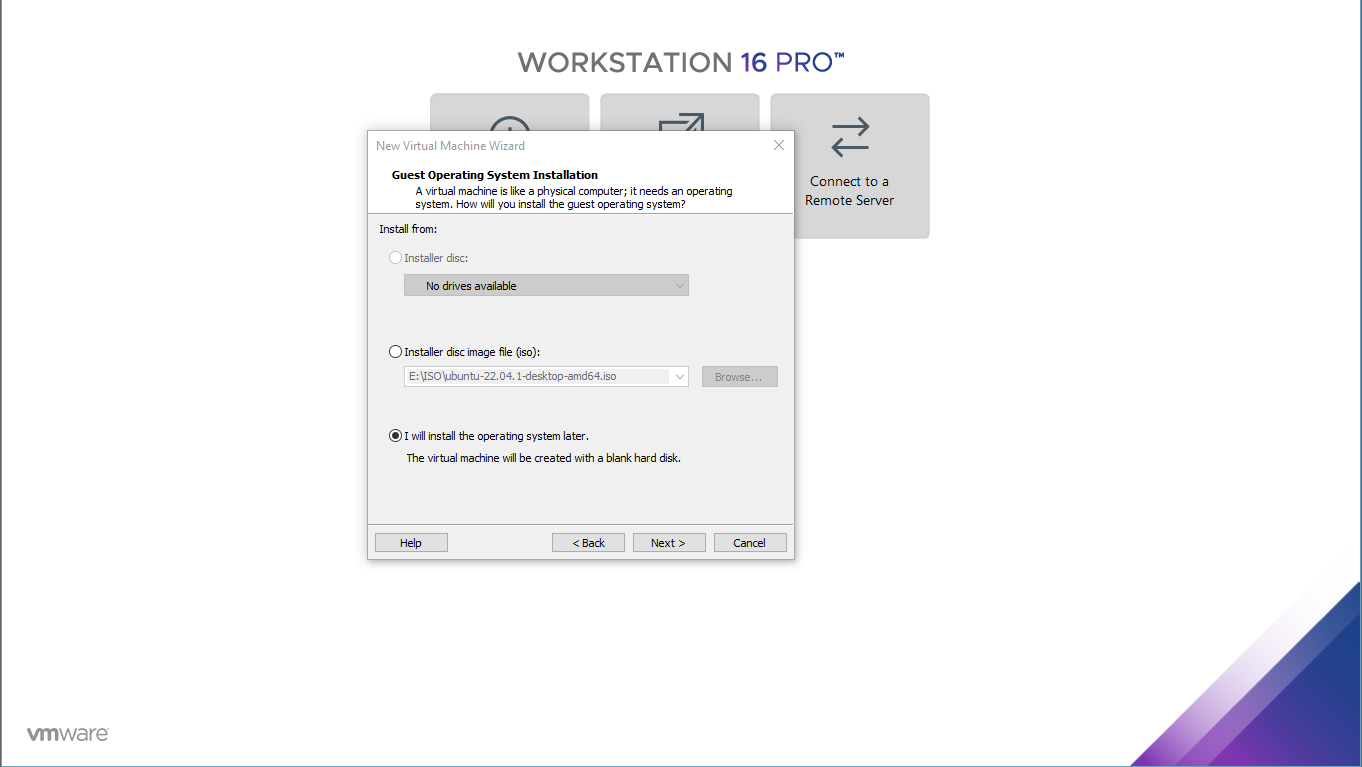 WORKSTATION 16 PRO™
New Virtual Machine Wizard
Guest Operating System Installation
A virtual machine is like a physical computer; it needs an operating
system. How will you install the guest operating system?
Connect to a
Remote Server
Install from:
Installer disc:
No drives available
Installer disc image file (iso):
E:\ISO\ubuntu-22.04.1-desktop-amd64.iso
Browse...
I will install the operating system later.
The virtual machine will be created with a blank hard disk.
Help
< Back
Next >
Cancel
vmware